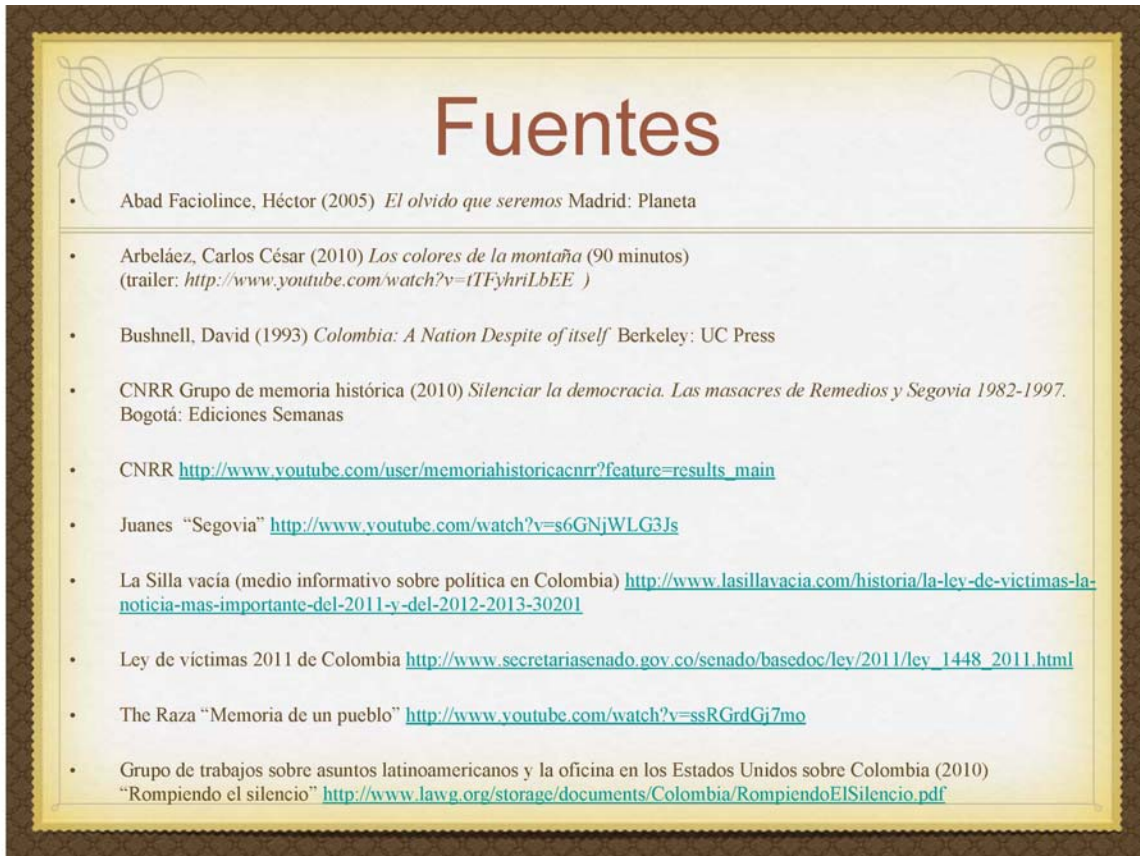 Fuentes
• Abad Faciolince, Héctor (2005) El olvido que seremos Madrid: Planeta
• Arbeláez, Carlos César (2010) Los colores de la montaña (90 minutos)
(trailer: http://www.youtube.com/watch?v=tTFyhriLbEE )
• Bushnell, David (1993) Colombia: A Nation Despite of itself Berkeley: UC Press
• CNRR Grupo de memoria histórica (2010) Silenciar la democracia. Las masacres de Remedios y Segovia 1982-1997.
Bogotá: Ediciones Semanas
• CNRR http://www.youtube.com/user/memoriahistoricacnrr?feature=results_main
• Juanes “Segovia” http://www.youtube.com/watch?v=s6GNjWLG3Js
• La Silla vacía (medio informativo sobre política en Colombia) http://www.lasillavacia.com/historia/la-ley-de-victimas-la-
noticia-mas-importante-del-2011-y-del-2012-2013-30201
• Ley de víctimas 2011 de Colombia http://www.secretariasenado.gov.co/senado/basedoc/ley/2011/ley_1448_2011.html
• The Raza “Memoria de un pueblo” http://www.youtube.com/watch?v=ssRGrdGj7mo
• Grupo de trabajos sobre asuntos latinoamericanos y la oficina en los Estados Unidos sobre Colombia (2010)
“Rompiendo el silencio” http://www.lawg.org/storage/documents/Colombia/RompiendoElSilencio.pdf